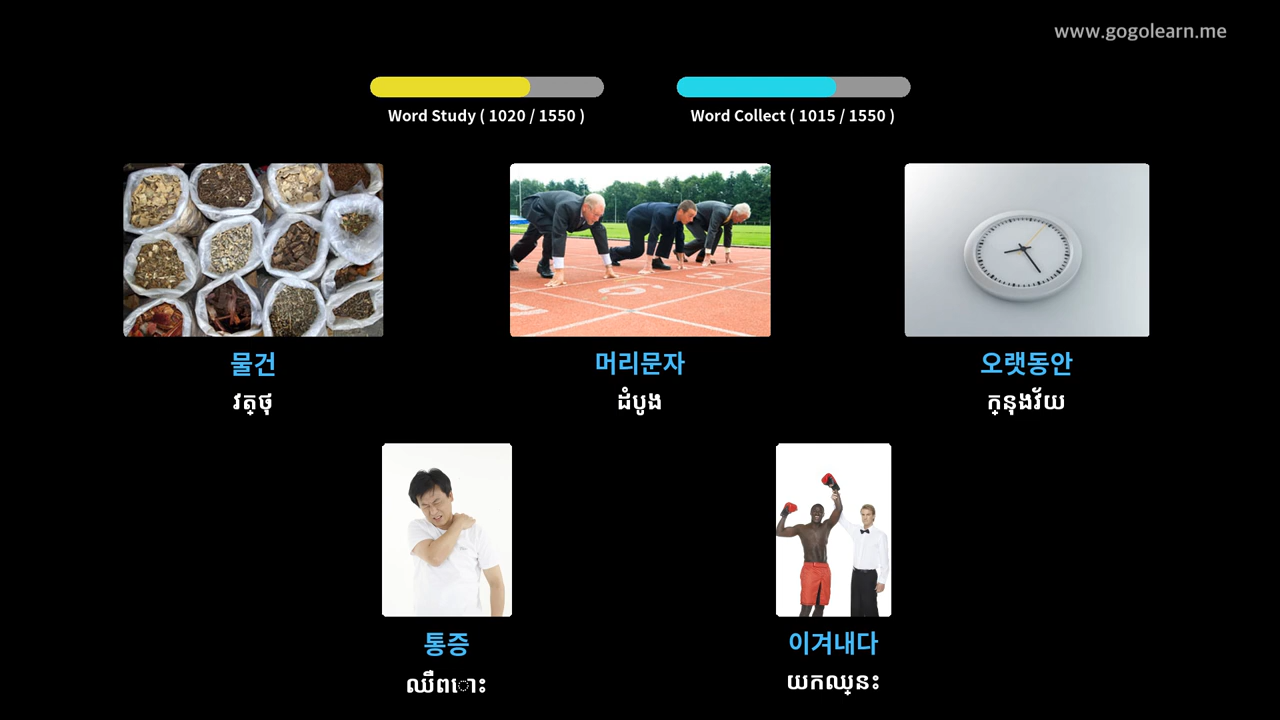 www.gogolearn.me
Word Study ( 1020 / 1550 )
Word Collect ( 1015 / 1550 )
물건
머리문자
오랫동안
វត្ថុ
ដំបូង
ក្នុងវ័យ
통증
이겨내다
ឈឺពោះ
យកឈ្នះ